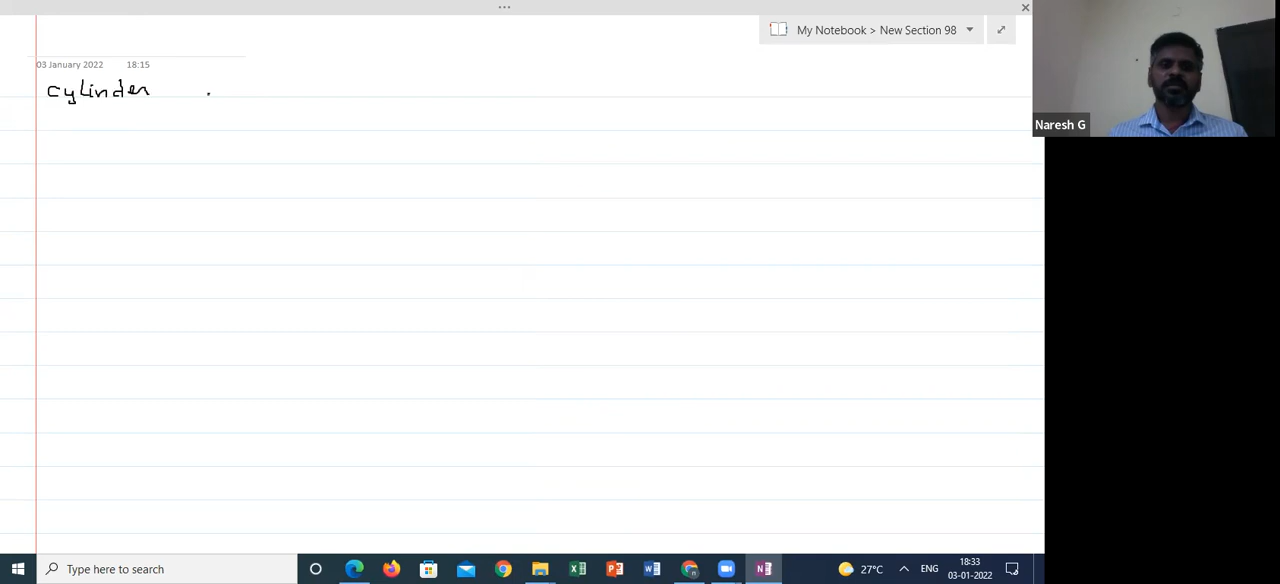 My Notebook > New Section 98
Naresh G
03 January 2022 18:15
cylinder
Type here to search
27°C
ENG
18:33
03-01-2022